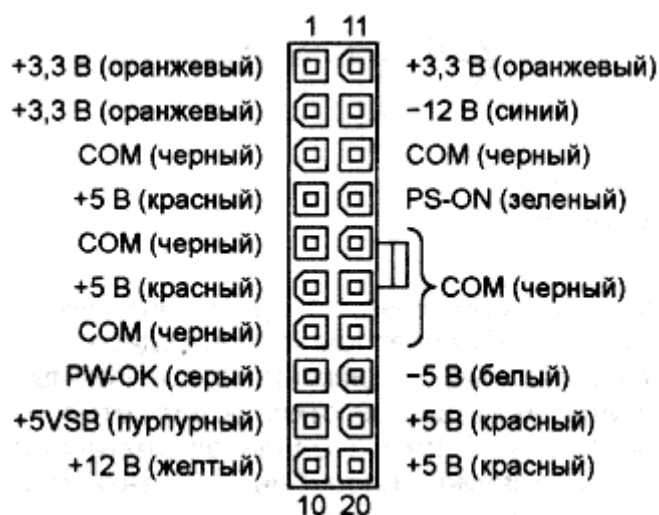 1 11
+3,3 В (оранжевый) +3,3 В (оранжевый)
+3,3 В (оранжевый) −12 В (синий)
COM (черный) COM (черный)
+5 В (красный) PS-ON (зеленый)
COM (черный)
+5 В (красный) COM (черный)
COM (черный)
PW-OK (серый) −5 В (белый)
+5VSB (пурпурный) +5 В (красный)
+12 В (желтый) +5 В (красный)
10 20